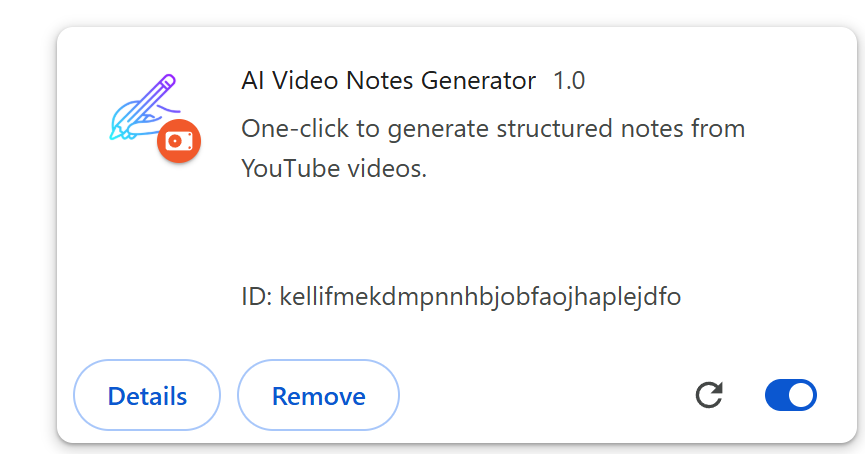 AI Video Notes Generator 1.0
One-click to generate structured notes from
YouTube videos.
ID: kellifmekdmpnnhbjobfaojhaplejdfo
Details Remove